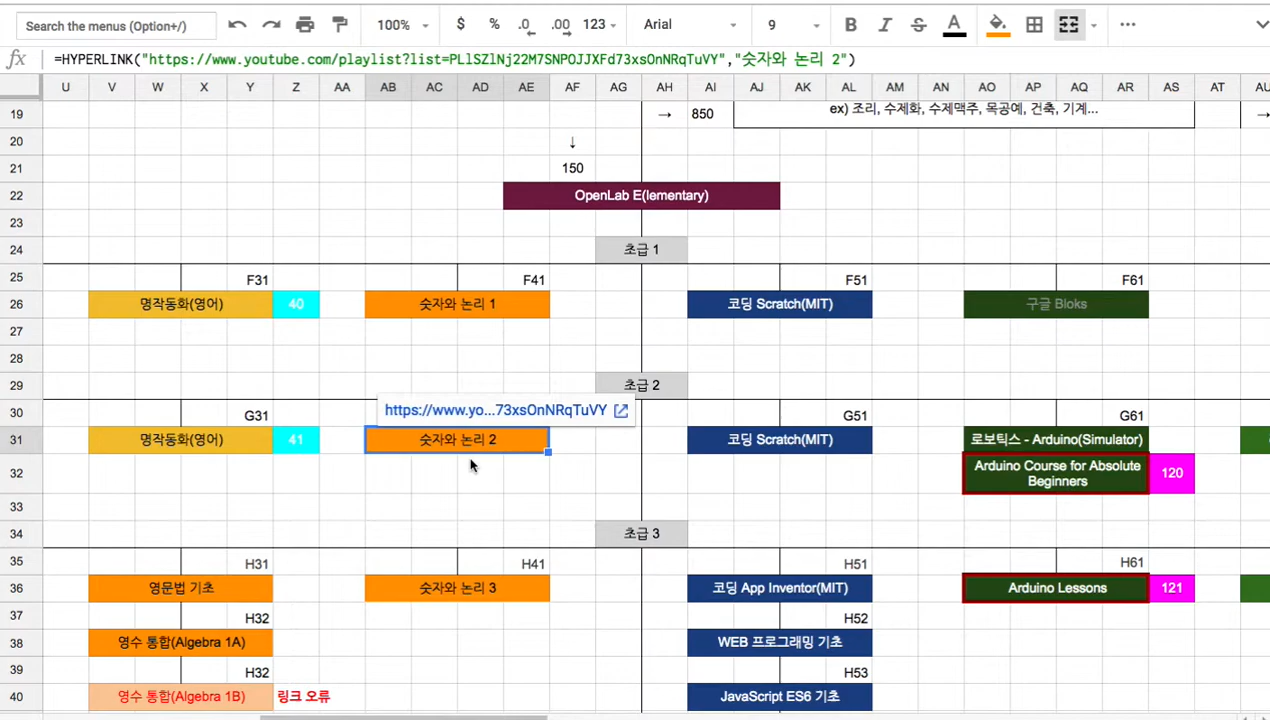 Search the menus (Option+/) 100% $ % .0 .00 123 Arial 9 B I S A ...
fx =HYPERLINK("https://www.youtube.com/playlist?list=PLlSZlNj22M7SNPOJJXFd73xsOnNRqTuVY","숫자와 논리 2")
U V W X Y Z AA AB AC AD AE AF AG AH AI AJ AK AL AM AN AO AP AQ AR AS AT AU
19 → 850 ex) 조리, 수제화, 수제맥주, 목공예, 건축, 기계... →
20 ↓
21 150
22 OpenLab E(lementary)
23
24 초급 1
25 F31 F41 F51 F61
26 명작동화(영어) 40 숫자와 논리 1 코딩 Scratch(MIT) 구글 Bloks
27
28
29 초급 2
30 G31 https://www.yo...73xsOnNRqTuVY G51 G61
31 명작동화(영어) 41 숫자와 논리 2 코딩 Scratch(MIT) 로보틱스 - Arduino(Simulator)
32 Arduino Course for Absolute
Beginners 120
33
34 초급 3
35 H31 H41 H51 H61
36 영문법 기초 숫자와 논리 3 코딩 App Inventor(MIT) Arduino Lessons 121
37 H32 H52
38 영수 통합(Algebra 1A) WEB 프로그래밍 기초
39 H32 H53
40 영수 통합(Algebra 1B) 링크 오류 JavaScript ES6 기초